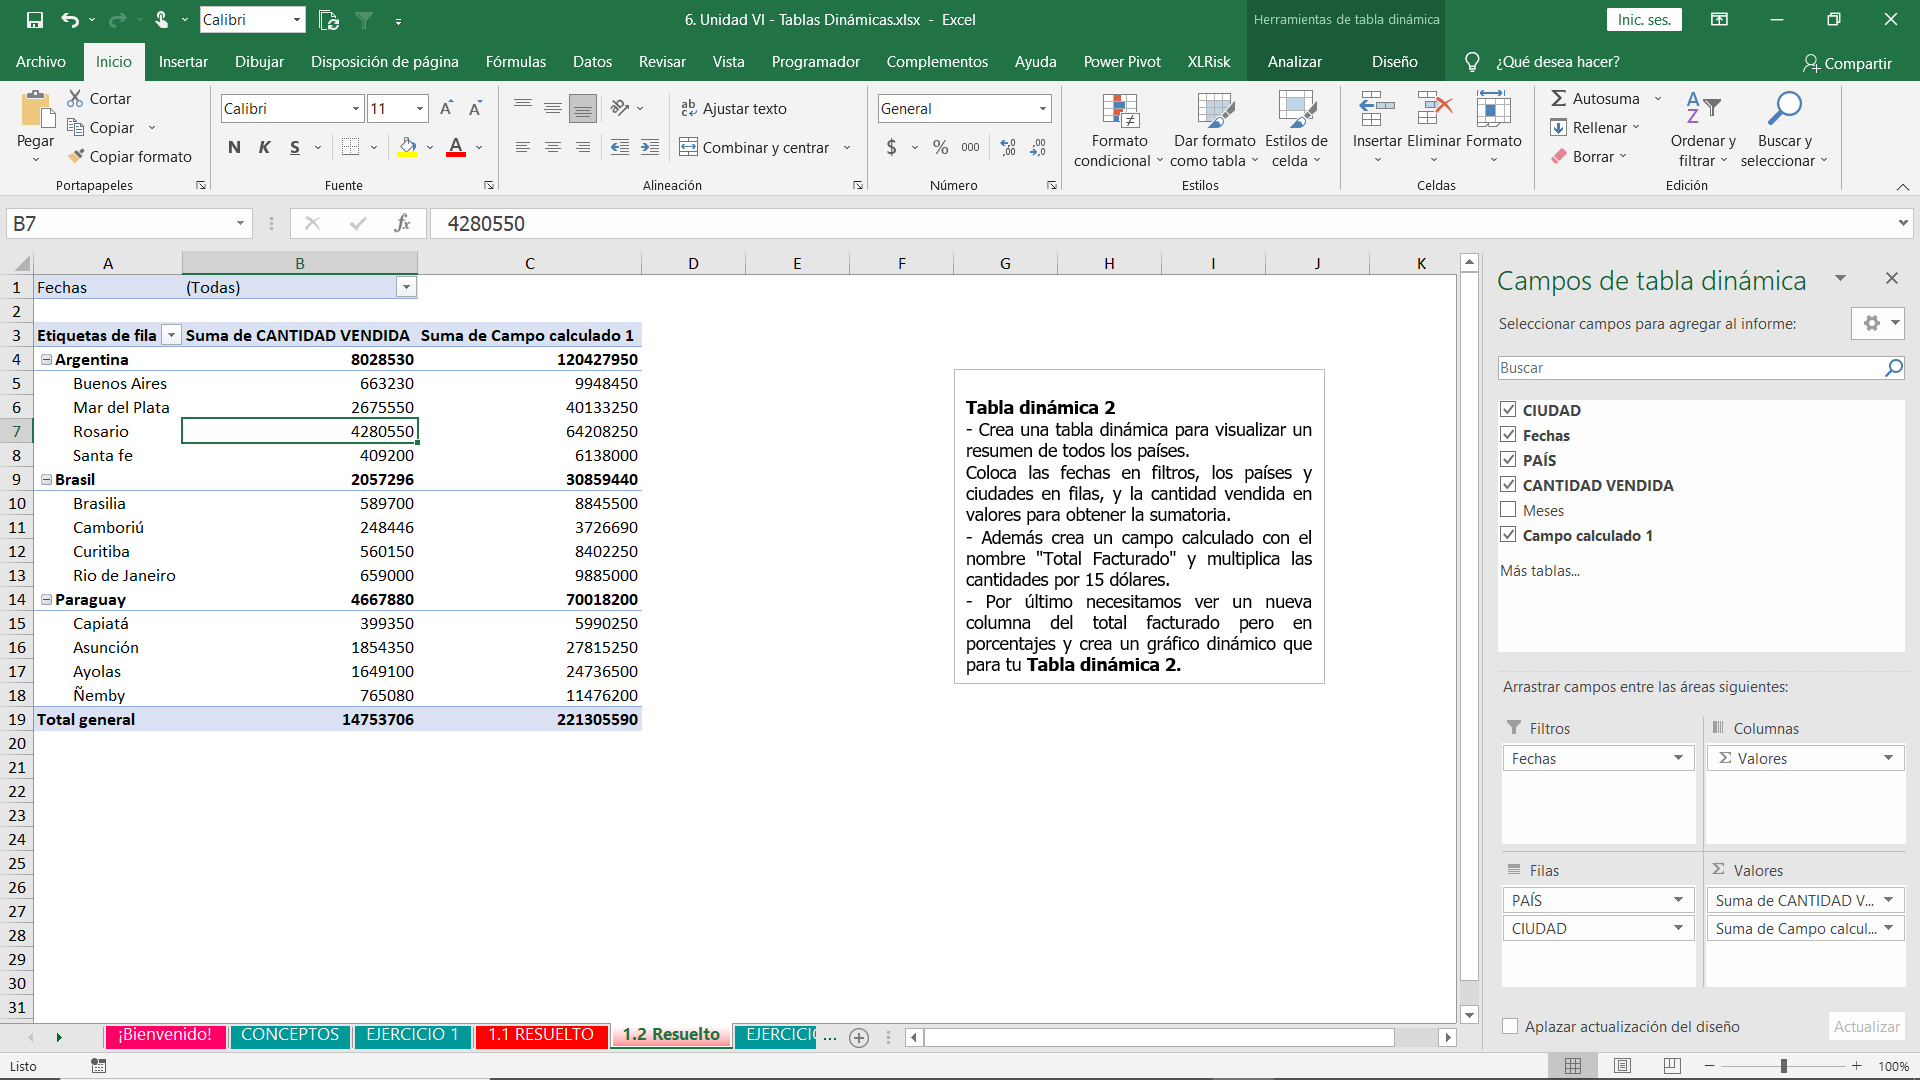 Calibri
6. Unidad VI - Tablas Dinámicas.xlsx - Excel
Herramientas de tabla dinámica
Inic. ses.
Archivo Inicio Insertar Dibujar Disposición de página Fórmulas Datos Revisar Vista Programador Complementos Ayuda Power Pivot XLRisk Analizar Diseño ¿Qué desea hacer? Compartir
Pegar
Cortar
Copiar
Copiar formato
Portapapeles
Calibri 11
N K S
Fuente
Ajustar texto
Combinar y centrar
Alineación
General
$ % 000
Número
Formato condicional
Dar formato como tabla
Estilos de celda
Estilos
Insertar Eliminar Formato
Celdas
Autosuma
Rellenar
Borrar
Ordenar y filtrar
Buscar y seleccionar
Edición
B7 fx 4280550
A B C D E F G H I J K
1 Fechas (Todas)
2
3 Etiquetas de fila Suma de CANTIDAD VENDIDA Suma de Campo calculado 1
4 Argentina 8028530 120427950
5 Buenos Aires 663230 9948450
6 Mar del Plata 2675550 40133250
7 Rosario 4280550 64208250
8 Santa fe 409200 6138000
9 Brasil 2057296 30859440
10 Brasilia 589700 8845500
11 Camboriú 248446 3726690
12 Curitiba 560150 8402250
13 Rio de Janeiro 659000 9885000
14 Paraguay 4667880 70018200
15 Capiatá 399350 5990250
16 Asunción 1854350 27815250
17 Ayolas 1649100 24736500
18 Ñemby 765080 11476200
19 Total general 14753706 221305590
20
21
22
23
24
25
26
27
28
29
30
31
Tabla dinámica 2
- Crea una tabla dinámica para visualizar un
resumen de todos los países.
Coloca las fechas en filtros, los países y
ciudades en filas, y la cantidad vendida en
valores para obtener la sumatoria.
- Además crea un campo calculado con el
nombre "Total Facturado" y multiplica las
cantidades por 15 dólares.
- Por último necesitamos ver un nueva
columna del total facturado pero en
porcentajes y crea un gráfico dinámico que
para tu Tabla dinámica 2.
Campos de tabla dinámica
Seleccionar campos para agregar al informe:
Buscar
CIUDAD
Fechas
PAÍS
CANTIDAD VENDIDA
Meses
Campo calculado 1
Más tablas...
Arrastrar campos entre las áreas siguientes:
Filtros
Fechas
Columnas
Σ Valores
Filas
PAÍS
CIUDAD
Σ Valores
Suma de CANTIDAD V...
Suma de Campo calcul...
Aplazar actualización del diseño
Actualizar
¡Bienvenido! CONCEPTOS EJERCICIO 1 1.1 RESUELTO 1.2 Resuelto EJERCICI ...
Listo
100%